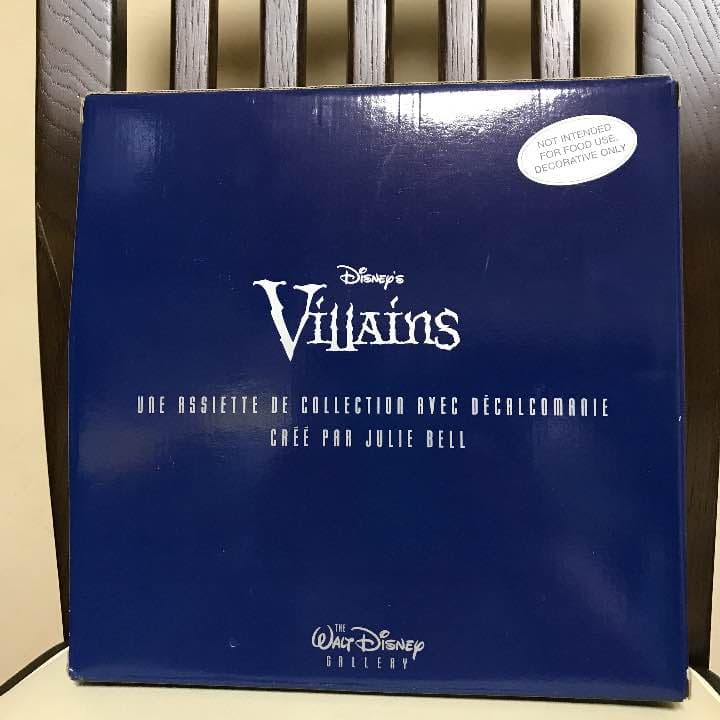 NOT INTENDED
FOR FOOD USE.
DECORATIVE ONLY
Disney's
Villains
UNE ASSIETTE DE COLLECTION AVEC DÉCALCOMANIE
CRÉÉ PAR JULIE BELL
THE
WALT DISNEY
GALLERY